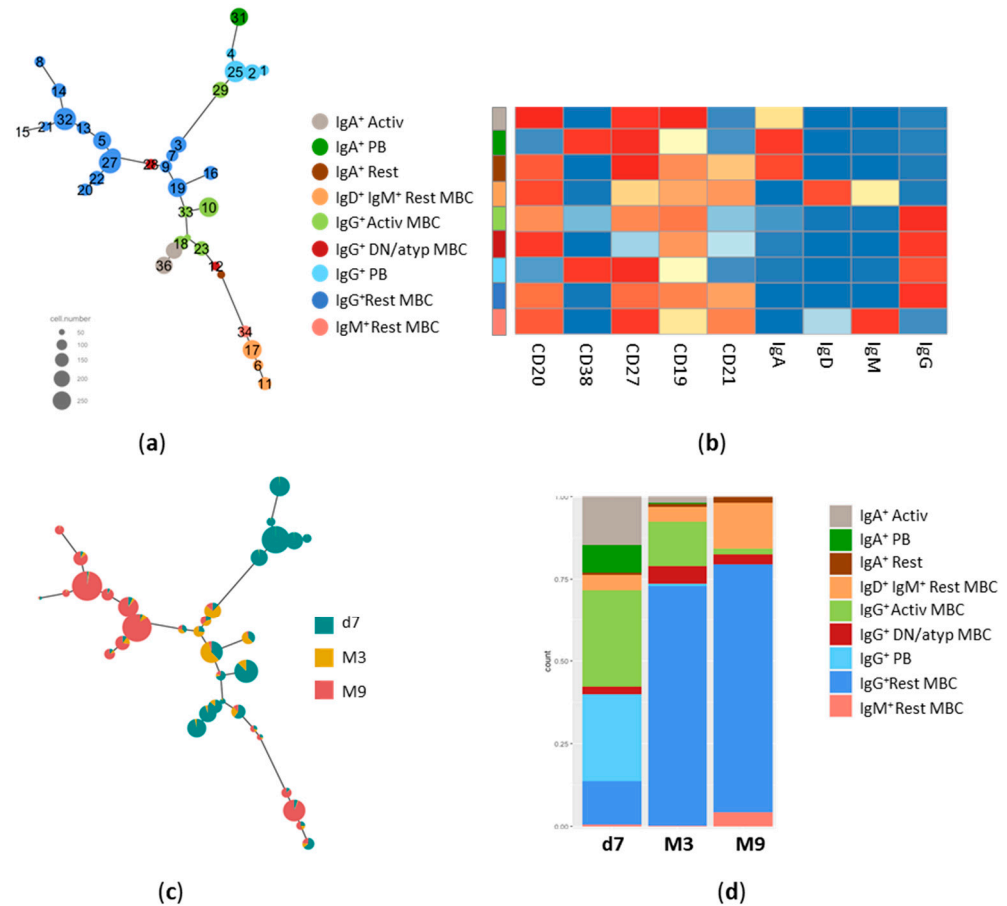 31
8
4
25
2
1
14
29
32
13
15
21
5
3
27
28
7
9
16
22
20
19
33
10
18
23
36
12
34
17
6
11
IgA⁺ Activ
IgA⁺ PB
IgA⁺ Rest
IgD⁺ IgM⁺ Rest MBC
IgG⁺ Activ MBC
IgG⁺ DN/atyp MBC
IgG⁺ PB
IgG⁺Rest MBC
IgM⁺Rest MBC
cell.number
50
100
150
200
250
(a)
CD20
CD38
CD27
CD19
CD21
IgA
IgD
IgM
IgG
(b)
d7
M3
M9
(c)
1.00
0.75
0.50
0.25
0.00
count
d7
M3
M9
IgA⁺ Activ
IgA⁺ PB
IgA⁺ Rest
IgD⁺ IgM⁺ Rest MBC
IgG⁺ Activ MBC
IgG⁺ DN/atyp MBC
IgG⁺ PB
IgG⁺Rest MBC
IgM⁺Rest MBC
(d)